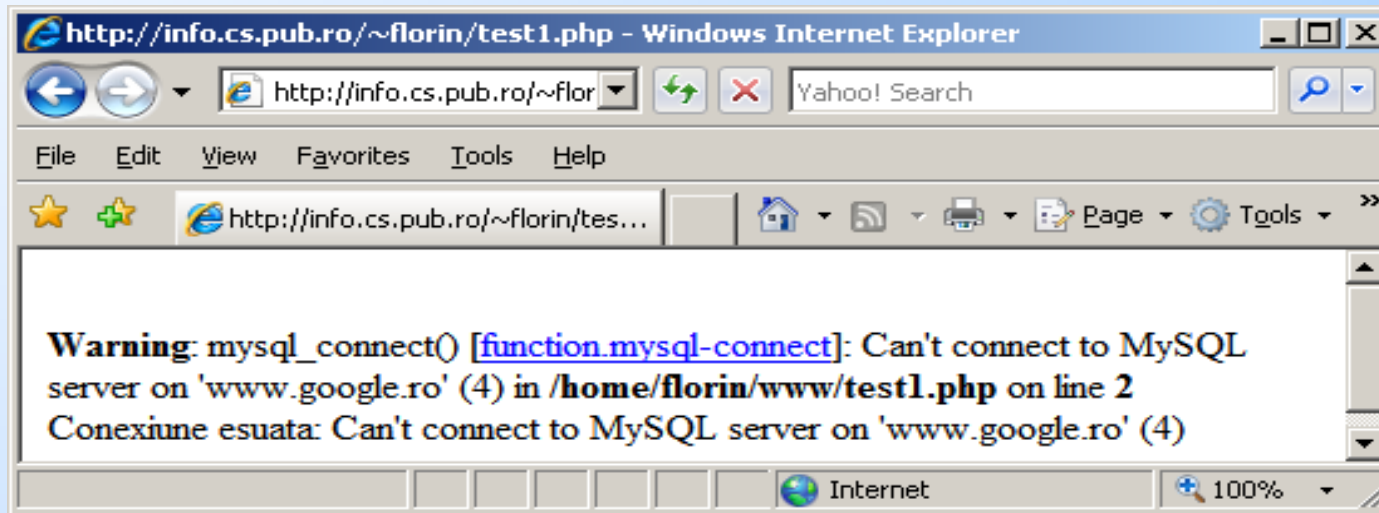 http://info.cs.pub.ro/~florin/test1.php - Windows Internet Explorer
http://info.cs.pub.ro/~flor
Yahoo! Search
File Edit View Favorites Tools Help
http://info.cs.pub.ro/~florin/tes...
Page
Tools
»
Warning: mysql_connect() [function.mysql-connect]: Can't connect to MySQL
server on 'www.google.ro' (4) in /home/florin/www/test1.php on line 2
Conexiune esuata: Can't connect to MySQL server on 'www.google.ro' (4)
Internet
100%